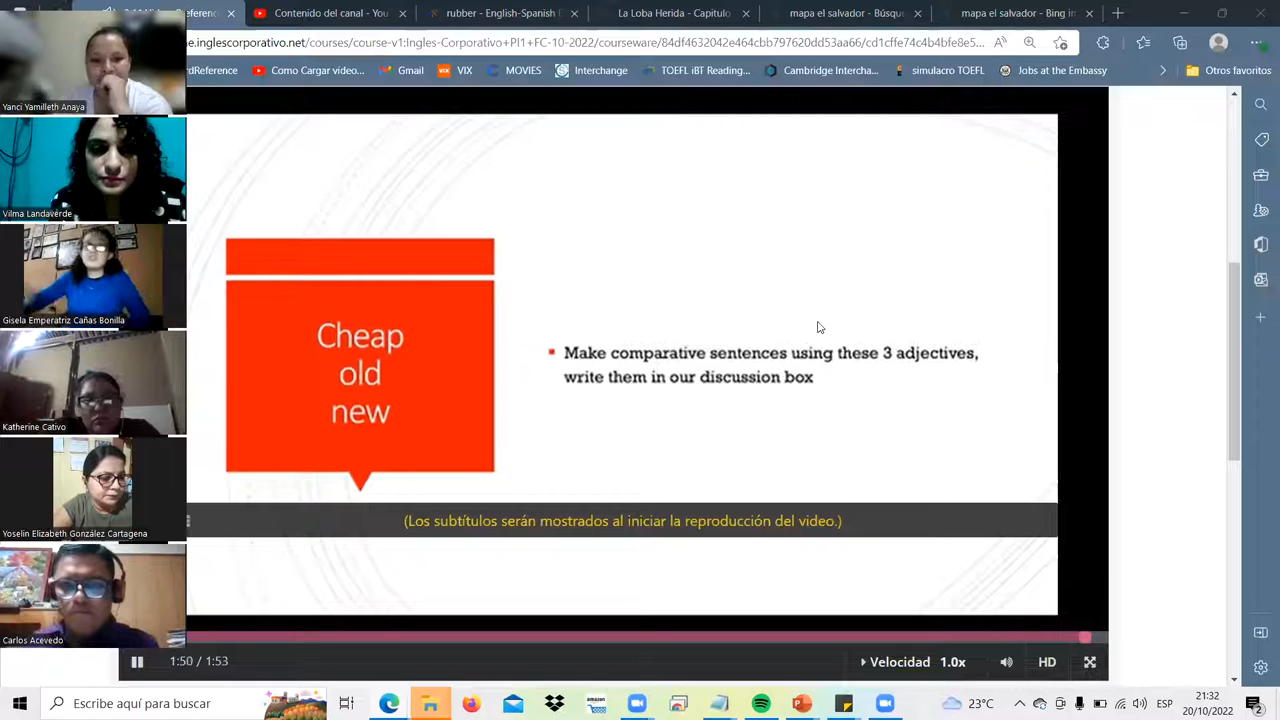 Referenc
Contenido del canal - You
rubber - English-Spanish D
La Loba Herida - Capítulo
mapa el salvador - Búsqu
mapa el salvador - Bing im
e.inglescorporativo.net/courses/course-v1:Ingles-Corporativo+PI1+FC-10-2022/courseware/84df4632042e464cbb797620dd53aa66/cd1cffe74c4b4bfe8e5...
rdReference
Como Cargar vídeo...
Gmail
VIX
MOVIES
Interchange
TOEFL iBT Reading...
Cambridge Intercha...
simulacro TOEFL
Jobs at the Embassy
Otros favoritos
Yanci Yamilleth Anaya
Vilma Landaverde
Gisela Emperatriz Cañas Bonilla
Katherine Cativo
Yoselin Elizabeth González Cartagena
Carlos Acevedo
Cheap
old
new
Make comparative sentences using these 3 adjectives,
write them in our discussion box
(Los subtítulos serán mostrados al iniciar la reproducción del video.)
1:50 / 1:53
Velocidad 1.0x
HD
Escribe aquí para buscar
amazon
23°C
ESP
21:32
20/10/2022
2